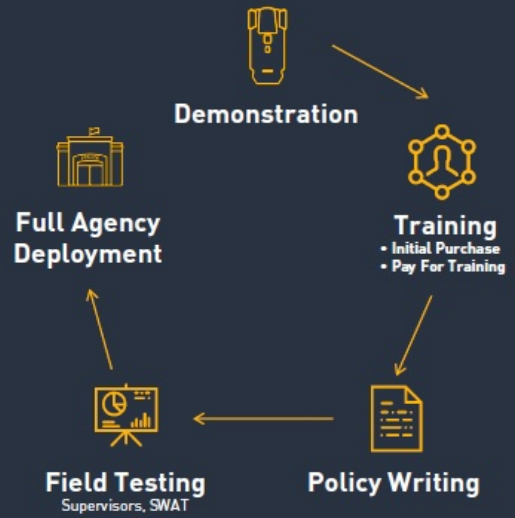 Demonstration
Training
• Initial Purchase
• Pay For Training
Policy Writing
Field Testing
Supervisors, SWAT
Full Agency
Deployment